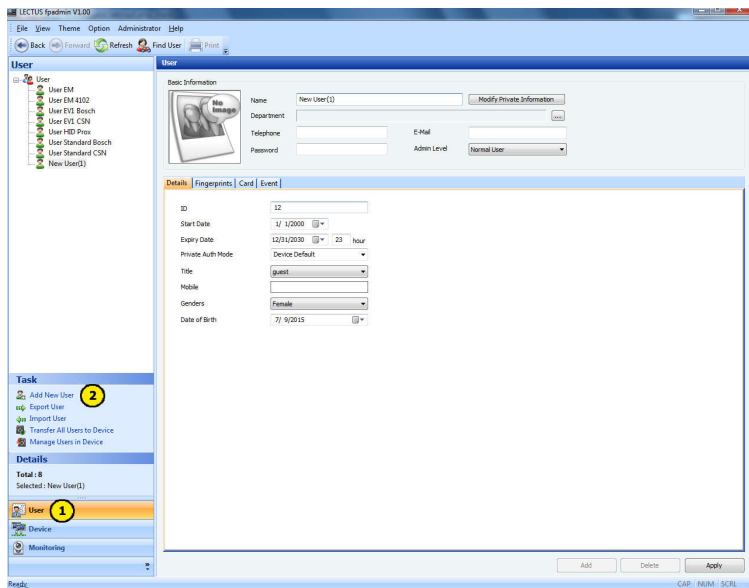 LECTUS fpadmin V1.00
File View Theme Option Administrator Help
Back Forward Refresh Find User Print
User
User
User EM
User EM 4102
User EV1 Bosch
User EV1 CSN
User HID Prox
User Standard Bosch
User Standard CSN
New User(1)
Task
Add New User 2
Export User
Import User
Transfer All Users to Device
Manage Users in Device
Details
Total : 8
Selected : New User(1)
User 1
Device
Monitoring
User
Basic Information
No Image
Name New User(1) Modify Private Information
Department ...
Telephone E-Mail
Password Admin Level Normal User
Details Fingerprints Card Event
ID 12
Start Date 1/ 1/2000
Expiry Date 12/31/2030 23 hour
Private Auth Mode Device Default
Title guest
Mobile
Genders Female
Date of Birth 7/ 9/2015
Add Delete Apply
Ready CAP NUM SCRL